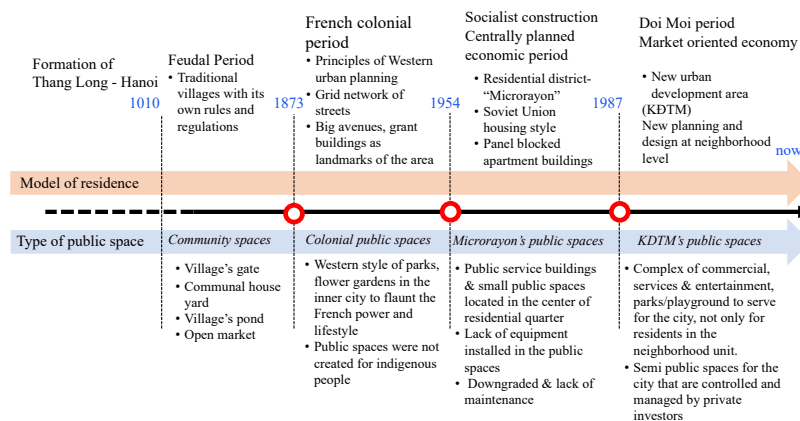 Formation of
Thang Long - Hanoi
1010
Feudal Period
• Traditional
villages with its
own rules and
regulations
1873
French colonial
period
• Principles of Western
urban planning
• Grid network of
streets
• Big avenues, grant
buildings as
landmarks of the area
1954
Socialist construction
Centrally planned
economic period
• Residential district-
“Microrayon”
• Soviet Union
housing style
• Panel blocked
apartment buildings
1987
Doi Moi period
Market oriented economy
• New urban
development area
(KĐTM)
New planning and
design at neighborhood
level
now
Model of residence
Type of public space
Community spaces
Colonial public spaces
Microrayon’s public spaces
KDTM’s public spaces
• Village’s gate
• Communal house
yard
• Village’s pond
• Open market
• Western style of parks,
flower gardens in the
inner city to flaunt the
French power and
lifestyle
• Public spaces were not
created for indigenous
people
• Public service buildings
& small public spaces
located in the center of
residential quarter
• Lack of equipment
installed in the public
spaces
• Downgraded & lack of
maintenance
• Complex of commercial,
services & entertainment,
parks/playground to serve
for the city, not only for
residents in the
neighborhood unit.
• Semi public spaces for the
city that are controlled and
managed by private
investors